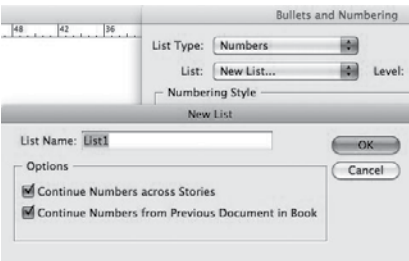 Bullets and Numbering
48 42 36
List Type: Numbers
List: New List... Level:
Numbering Style
New List
List Name: List1
OK
Options
Cancel
Continue Numbers across Stories
Continue Numbers from Previous Document in Book